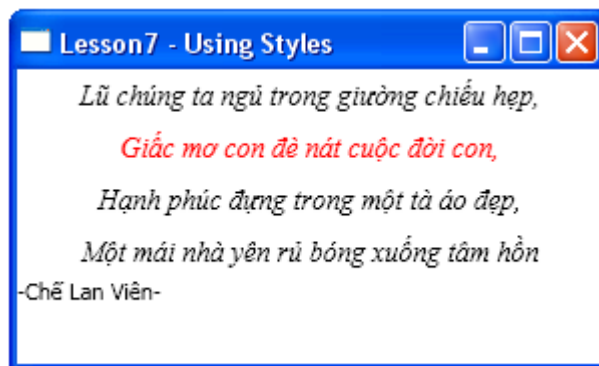 Lesson7 - Using Styles
Lũ chúng ta ngủ trong giường chiếu hẹp,
Giấc mơ con đè nát cuộc đời con,
Hạnh phúc đựng trong một tà áo đẹp,
Một mái nhà yên rủ bóng xuống tâm hồn
-Chế Lan Viên-